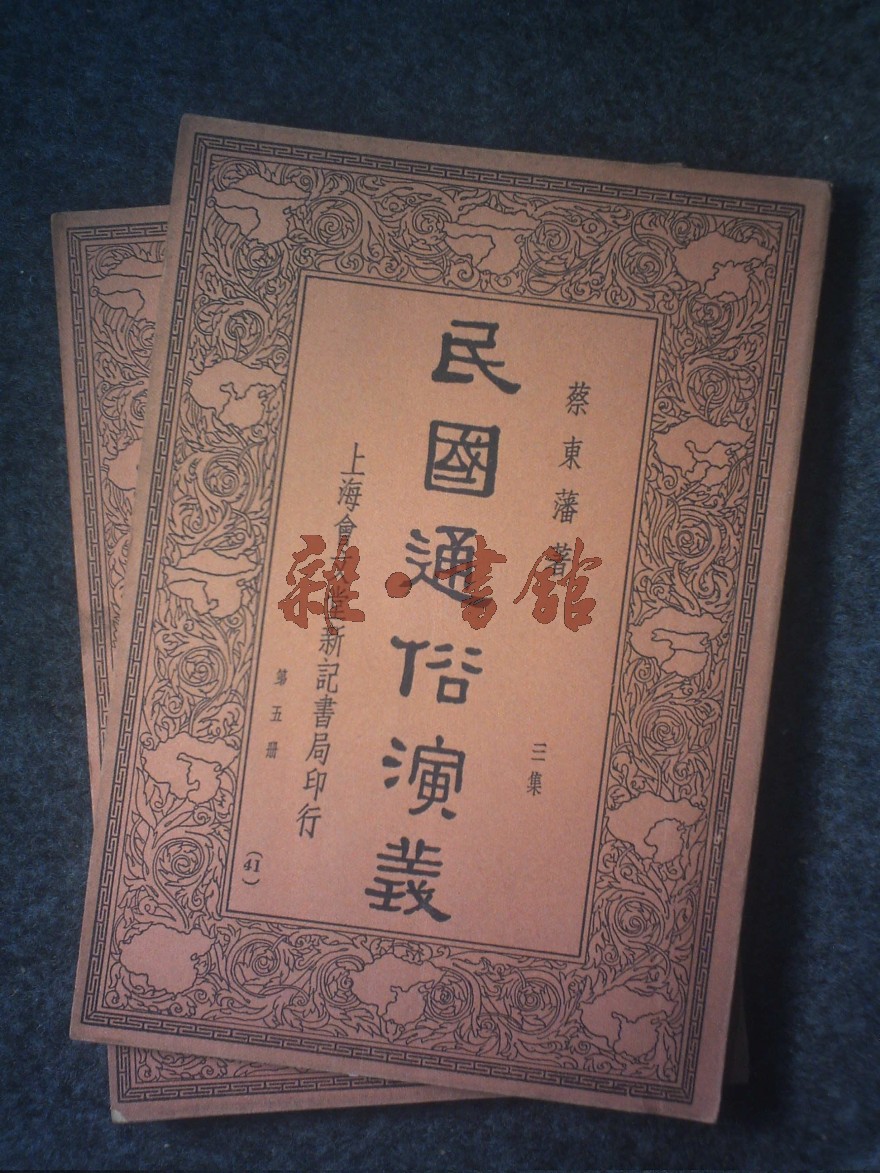 蔡東藩著
三集
民國通俗演義
上海會文堂新記書局印行
第五册
(41)
雜·書館